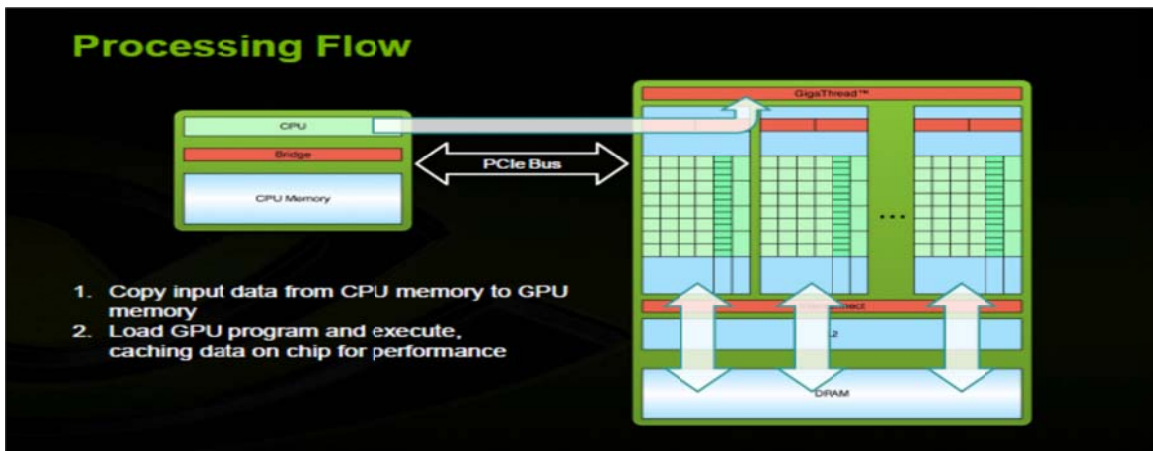 Processing Flow
GigaThread™
CPU
Bridge
PCIe Bus
CPU Memory
1. Copy input data from CPU memory to GPU
memory
2. Load GPU program and execute,
caching data on chip for performance
DRAM